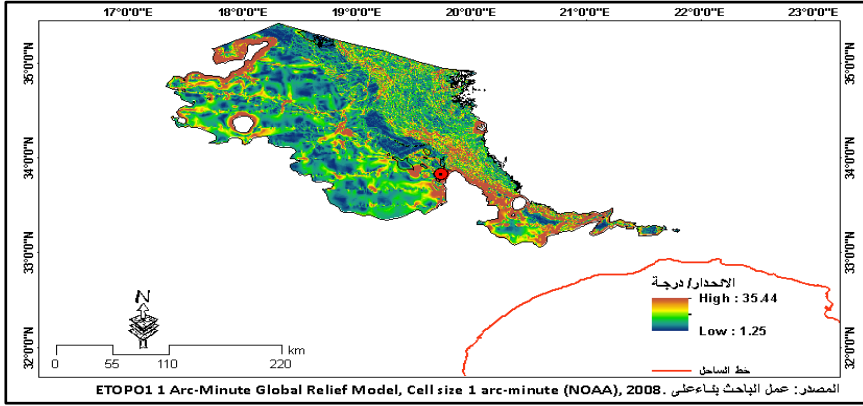 17°0'0"N 18°0'0"N 19°0'0"N 20°0'0"N 21°0'0"N 22°0'0"N 23°0'0"N
35°0'0"N
34°0'0"N
33°0'0"N
32°0'0"N
35°0'0"N
34°0'0"N
33°0'0"N
32°0'0"N
الانحدار/ درجة
High : 35.44
Low : 1.25
N
km
0 55 110 220
خط الساحل
المصدر: عمل الباحث بناءعلى . ETOPO1 1 Arc-Minute Global Relief Model, Cell size 1 arc-minute (NOAA), 2008